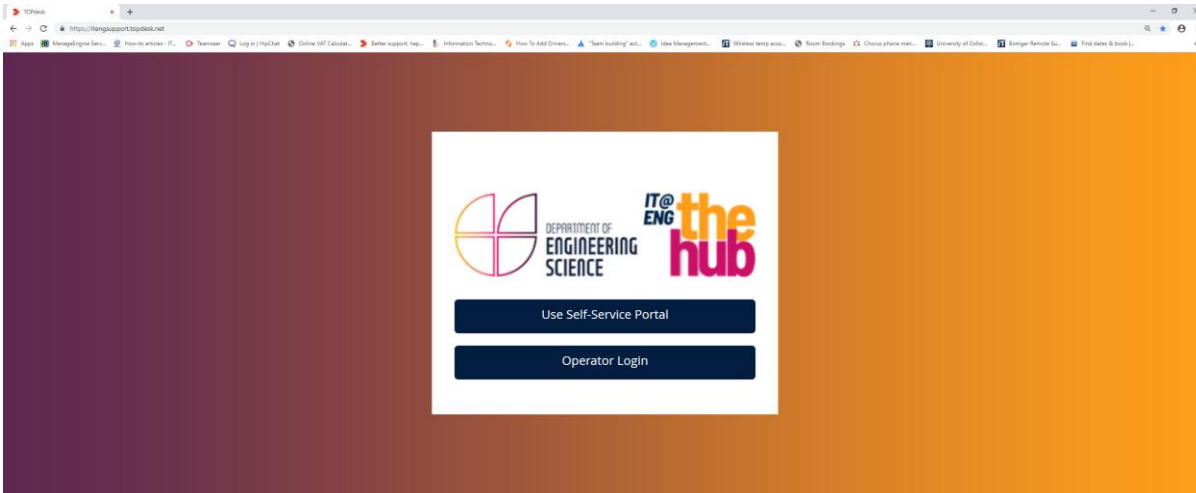 TOPdesk
https://itengsupport.topdesk.net
Apps ManageEngine Serv... How-to articles - IT... Teamseer Log in | HipChat Online VAT Calculat... Better support, hap... Information Techno... How To Add Drivers... "Team building" act... Idea Management... Wireless temp acco... Room Bookings Chorus phone man... University of Oxfor... Bomgar Remote Su... Find dates & book |...
DEPARTMENT OF
ENGINEERING
SCIENCE
IT@
ENG
the
hub
Use Self-Service Portal
Operator Login